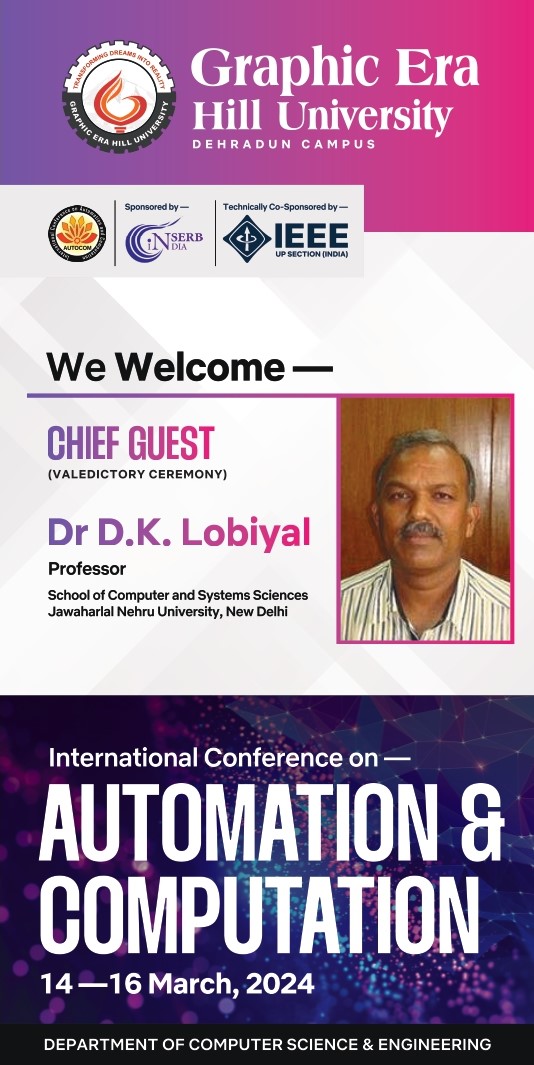 TRANSFORMING DREAMS INTO REALITY
GRAPHIC ERA HILL UNIVERSITY
Graphic Era
Hill University
DEHRADUN CAMPUS
AUTOCOM
Sponsored by —
iN SERB
DIA
Technically Co-Sponsored by —
IEEE
UP SECTION (INDIA)
We Welcome —
CHIEF GUEST
(VALEDICTORY CEREMONY)
Dr D.K. Lobiyal
Professor
School of Computer and Systems Sciences
Jawaharlal Nehru University, New Delhi
International Conference on —
AUTOMATION &
COMPUTATION
14 —16 March, 2024
DEPARTMENT OF COMPUTER SCIENCE & ENGINEERING